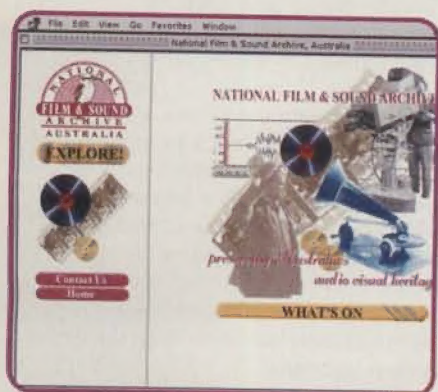 File Edit View Go Favorites Window
National Film & Sound Archive, Australia
NATIONAL
FILM & SOUND
ARCHIVE
AUSTRALIA
EXPLORE!
Contact Us
Home
NATIONAL FILM & SOUND ARCHIVE
audio visual heritag
WHAT'S ON